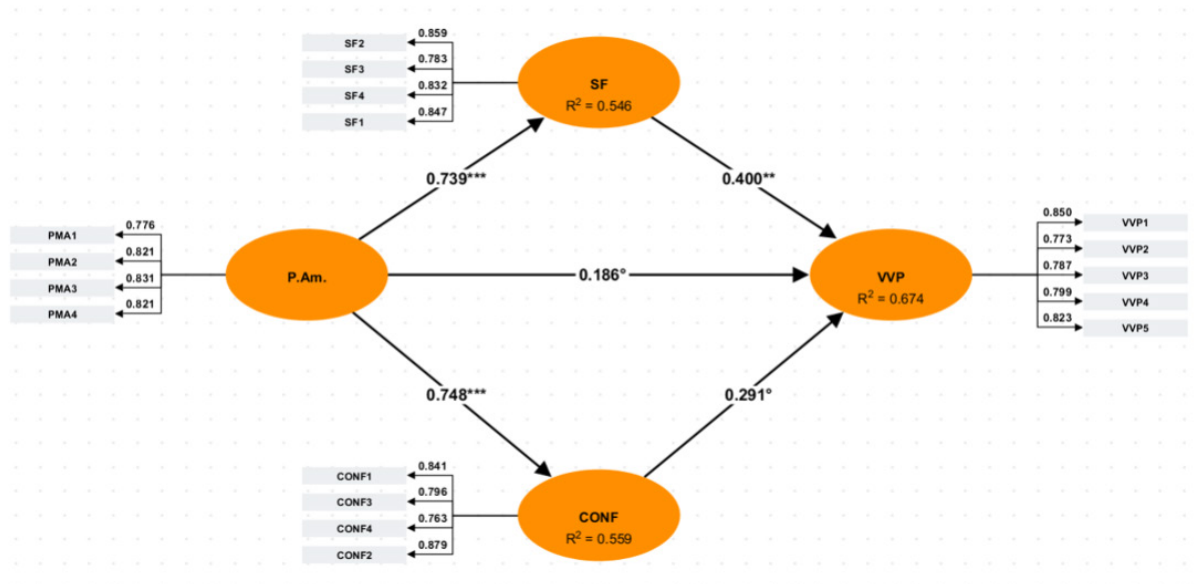 0.859
SF2
0.783
SF3
0.832
SF4
0.847
SF1
SF
R² = 0.546
0.739***
0.400**
0.776
PMA1
0.821
PMA2
0.831
PMA3
0.821
PMA4
P.Am.
0.186°
VVP
R² = 0.674
0.850
VVP1
0.773
VVP2
0.787
VVP3
0.799
VVP4
0.823
VVP5
0.748***
0.291°
0.841
CONF1
0.796
CONF3
0.763
CONF4
0.879
CONF2
CONF
R² = 0.559